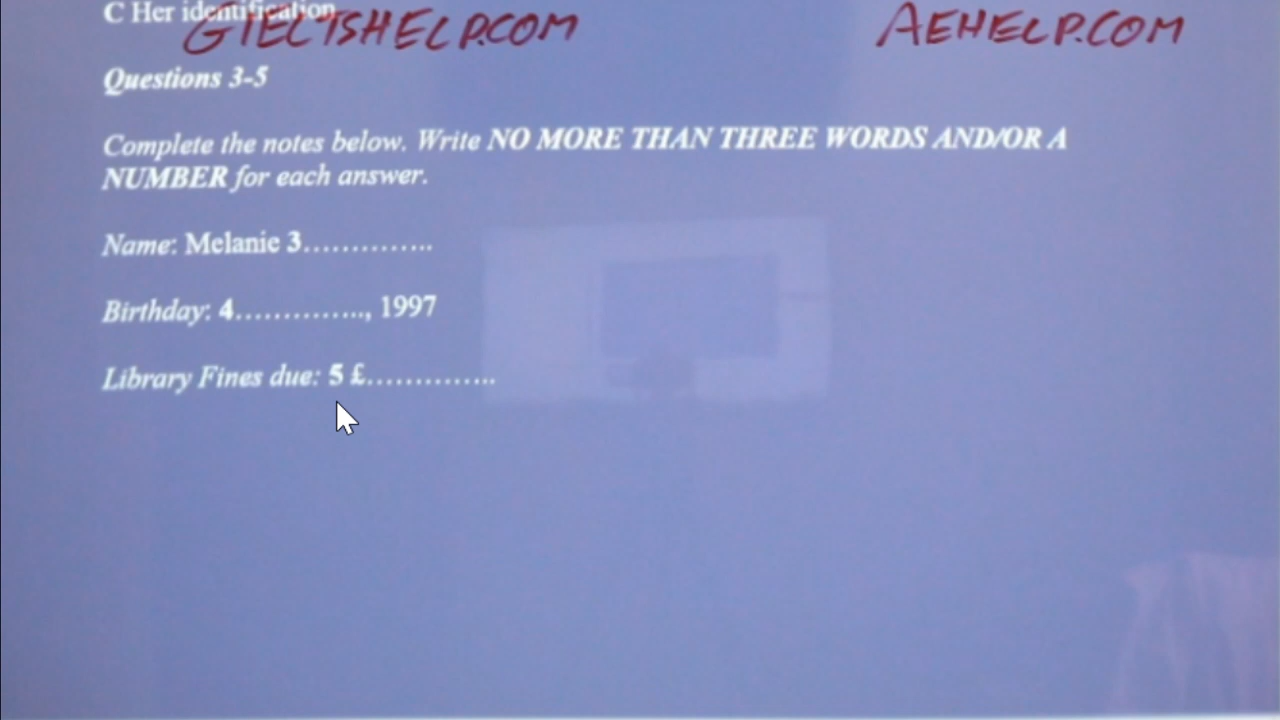 C Her identification
GIELTSHELP.COM AEHELP.COM
Questions 3-5
Complete the notes below. Write NO MORE THAN THREE WORDS AND/OR A
NUMBER for each answer.
Name: Melanie 3…………..
Birthday: 4………….., 1997
Library Fines due: 5 £…………..